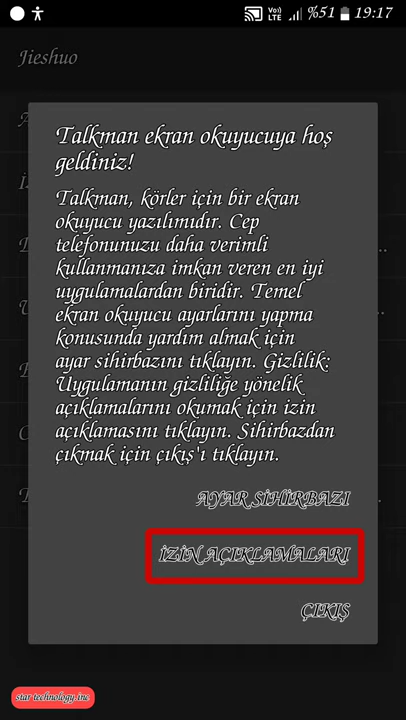 Vo))
LTE
%51
19:17
Jieshuo
Talkman ekran okuyucuya hoş
geldiniz!
Talkman, körler için bir ekran
okuyucu yazılımıdır. Cep
telefonunuzu daha verimli
kullanmanıza imkan veren en iyi
uygulamalardan biridir. Temel
ekran okuyucu ayarlarını yapma
konusunda yardım almak için
ayar sihirbazını tıklayın. Gizlilik:
Uygulamanın gizliliğe yönelik
açıklamalarını okumak için izin
açıklamasını tıklayın. Sihirbazdan
çıkmak için çıkış'ı tıklayın.
AYAR SİHİRBAZI
İZİN AÇIKLAMALARI
ÇIKIŞ
star technology inc